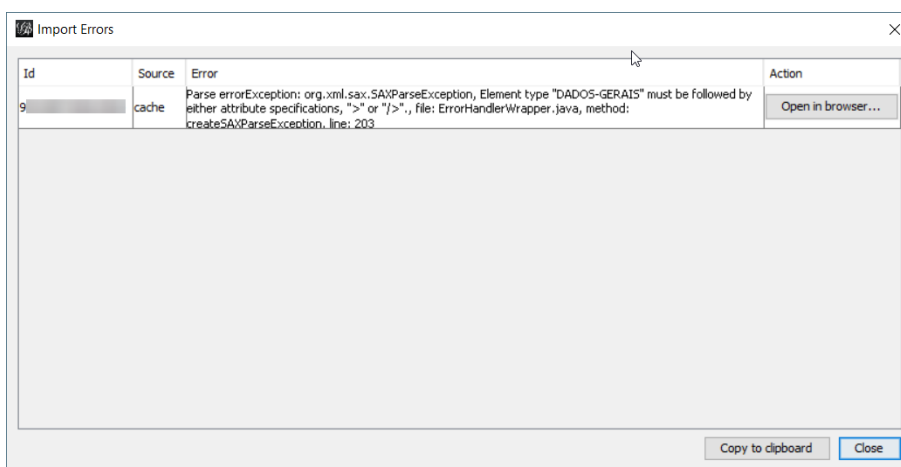 Import Errors
Id Source Error Action
9
cache
Parse errorException: org.xml.sax.SAXParseException, Element type "DADOS-GERAIS" must be followed by
either attribute specifications, ">" or "/>"., file: ErrorHandlerWrapper.java, method:
createSAXParseException, line: 203
Open in browser...
Copy to clipboard Close